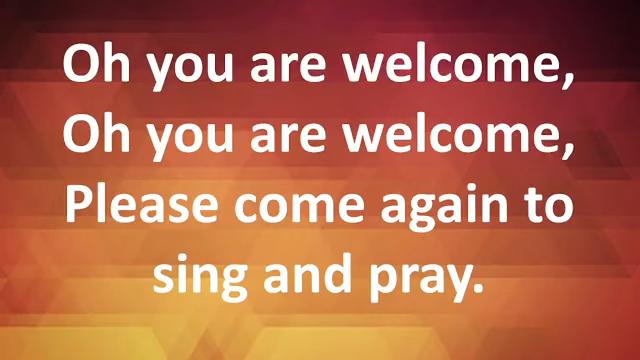 Oh you are welcome,
Oh you are welcome,
Please come again to
sing and pray.